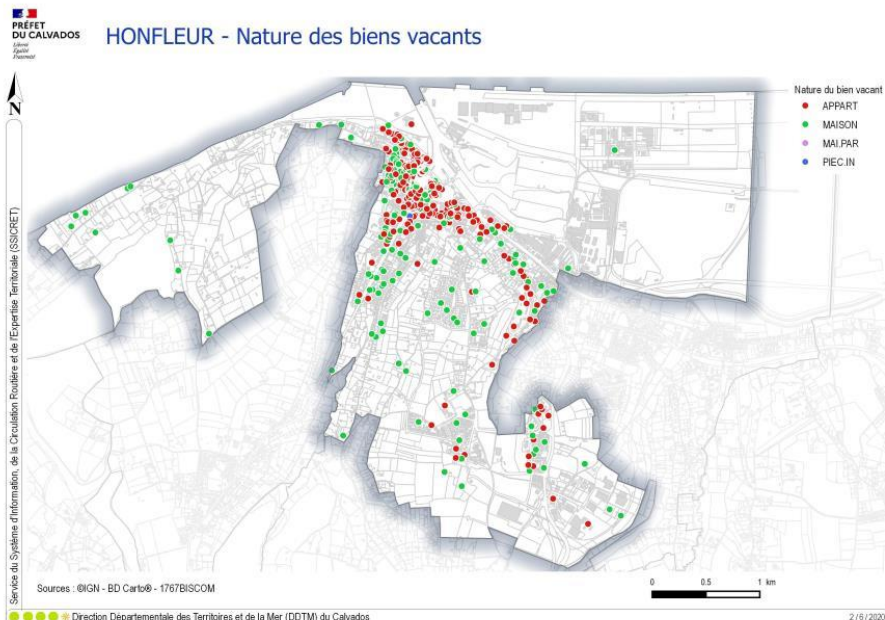 PRÉFET
DU CALVADOS
Liberté
Égalité
Fraternité
HONFLEUR - Nature des biens vacants
N
Nature du bien vacant
APPART
MAISON
MAI.PAR
PIEC.IN
Service du Système d'Information, de la Circulation Routière et de l'Expertise Territoriale (SSICRET)
Sources : ©IGN - BD Carto® - 1767BISCOM
0 0.5 1 km
Direction Départementale des Territoires et de la Mer (DDTM) du Calvados
2/6/2020